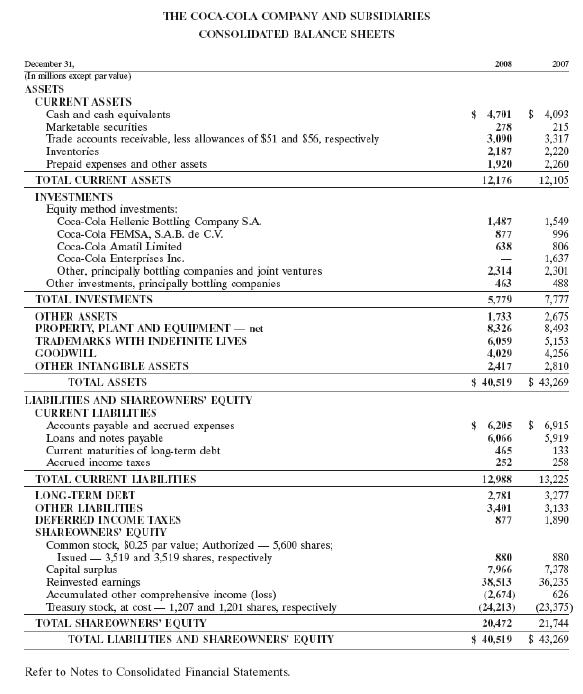 THE COCA-COLA COMPANY AND SUBSIDIARIES
CONSOLIDATED BALANCE SHEETS
December 31, 2008 2007
(In millions except par value)
ASSETS
CURRENT ASSETS
Cash and cash equivalents $ 4,701 $ 4,093
Marketable securities 278 215
Trade accounts receivable, less allowances of $51 and $56, respectively 3,090 3,317
Inventories 2,187 2,220
Prepaid expenses and other assets 1,920 2,260
TOTAL CURRENT ASSETS 12,176 12,105
INVESTMENTS
Equity method investments:
Coca-Cola Hellenic Bottling Company S.A. 1,487 1,549
Coca-Cola FEMSA, S.A.B. de C.V. 877 996
Coca-Cola Amatil Limited 638 806
Coca-Cola Enterprises Inc. — 1,637
Other, principally bottling companies and joint ventures 2,314 2,301
Other investments, principally bottling companies 463 488
TOTAL INVESTMENTS 5,779 7,777
OTHER ASSETS 1,733 2,675
PROPERTY, PLANT AND EQUIPMENT — net 8,326 8,493
TRADEMARKS WITH INDEFINITE LIVES 6,059 5,153
GOODWILL 4,029 4,256
OTHER INTANGIBLE ASSETS 2,417 2,810
TOTAL ASSETS $ 40,519 $ 43,269
LIABILITIES AND SHAREOWNERS' EQUITY
CURRENT LIABILITIES
Accounts payable and accrued expenses $ 6,205 $ 6,915
Loans and notes payable 6,066 5,919
Current maturities of long-term debt 465 133
Accrued income taxes 252 258
TOTAL CURRENT LIABILITIES 12,988 13,225
LONG-TERM DEBT 2,781 3,277
OTHER LIABILITIES 3,401 3,133
DEFERRED INCOME TAXES 877 1,890
SHAREOWNERS' EQUITY
Common stock, $0.25 par value; Authorized — 5,600 shares;
Issued — 3,519 and 3,519 shares, respectively 880 880
Capital surplus 7,966 7,378
Reinvested earnings 38,513 36,235
Accumulated other comprehensive income (loss) (2,674) 626
Treasury stock, at cost — 1,207 and 1,201 shares, respectively (24,213) (23,375)
TOTAL SHAREOWNERS' EQUITY 20,472 21,744
TOTAL LIABILITIES AND SHAREOWNERS' EQUITY $ 40,519 $ 43,269
Refer to Notes to Consolidated Financial Statements.